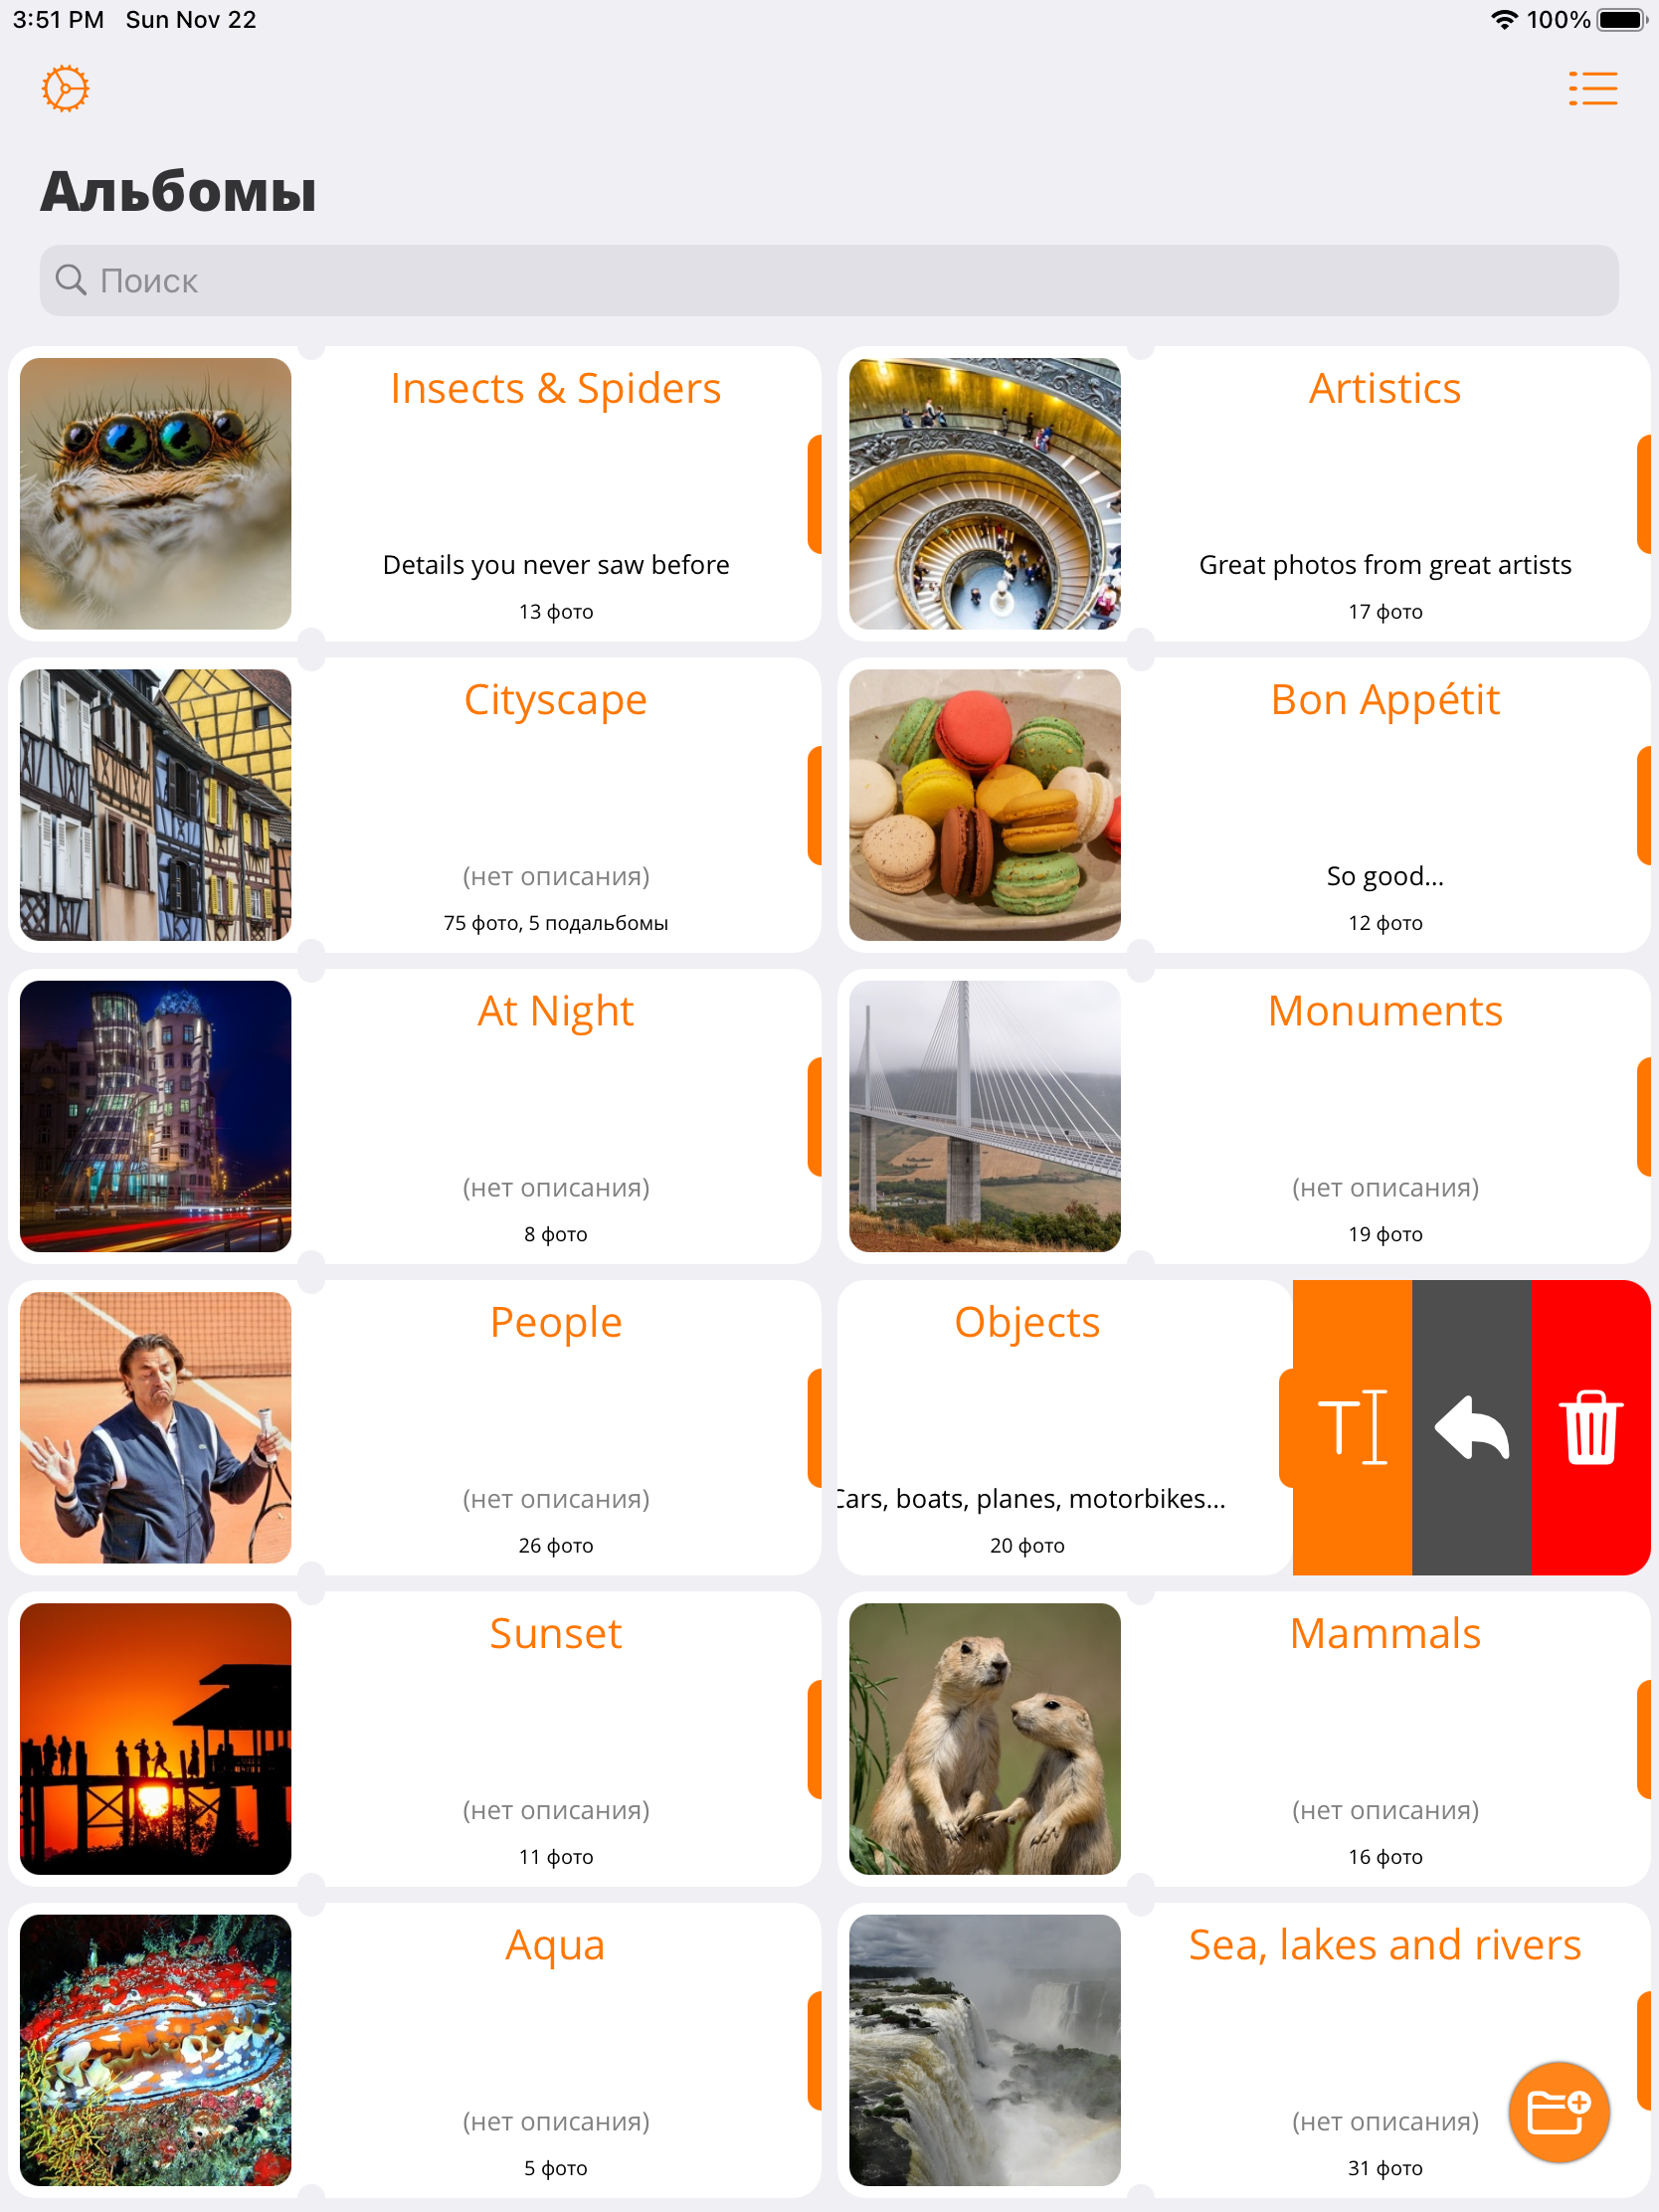 3:51 PM Sun Nov 22 100%
Альбомы
Поиск
Insects & Spiders
Details you never saw before
13 фото
Artistics
Great photos from great artists
17 фото
Cityscape
(нет описания)
75 фото, 5 подальбомы
Bon Appétit
So good...
12 фото
At Night
(нет описания)
8 фото
Monuments
(нет описания)
19 фото
People
(нет описания)
26 фото
Objects
Cars, boats, planes, motorbikes...
20 фото
Sunset
(нет описания)
11 фото
Mammals
(нет описания)
16 фото
Aqua
(нет описания)
5 фото
Sea, lakes and rivers
(нет описания)
31 фото